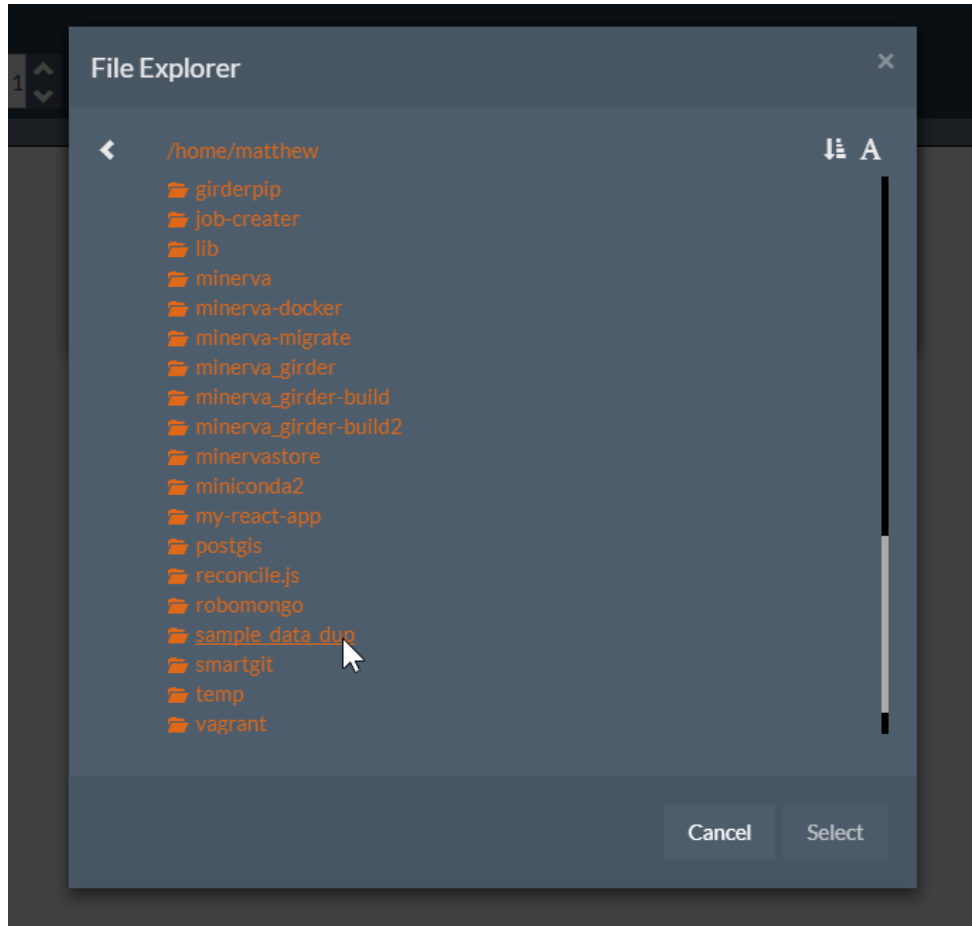 File Explorer
×
1
/home/matthew
A
girderpip
job-creater
lib
minerva
minerva-docker
minerva-migrate
minerva_girder
minerva_girder-build
minerva_girder-build2
minervastore
miniconda2
my-react-app
postgis
reconcile.js
robomongo
sample_data_dup
smartgit
temp
vagrant
Cancel
Select